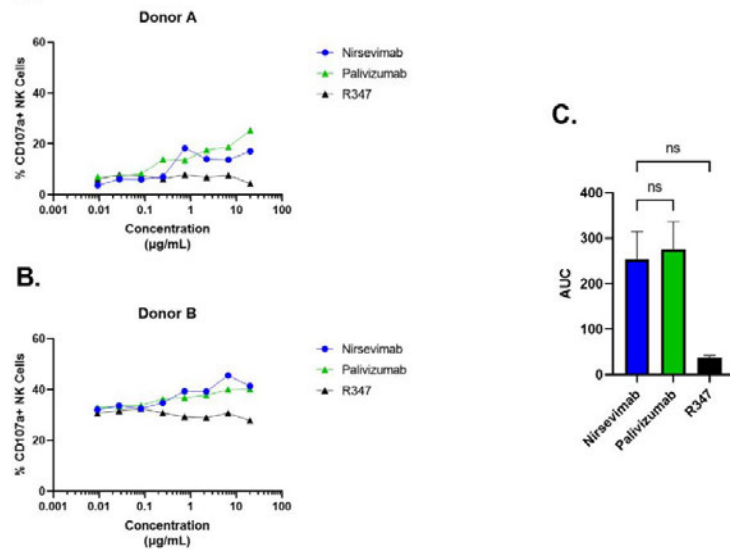 Donor A
60
40
20
0
% CD107a+ NK Cells
0.001 0.01 0.1 1 10 100
Concentration
(µg/mL)
Nirsevimab
Palivizumab
R347
B.
Donor B
60
40
20
0
% CD107a+ NK Cells
0.001 0.01 0.1 1 10 100
Concentration
(µg/mL)
Nirsevimab
Palivizumab
R347
C.
ns
ns
400
300
200
100
0
AUC
Nirsevimab
Palivizumab
R347